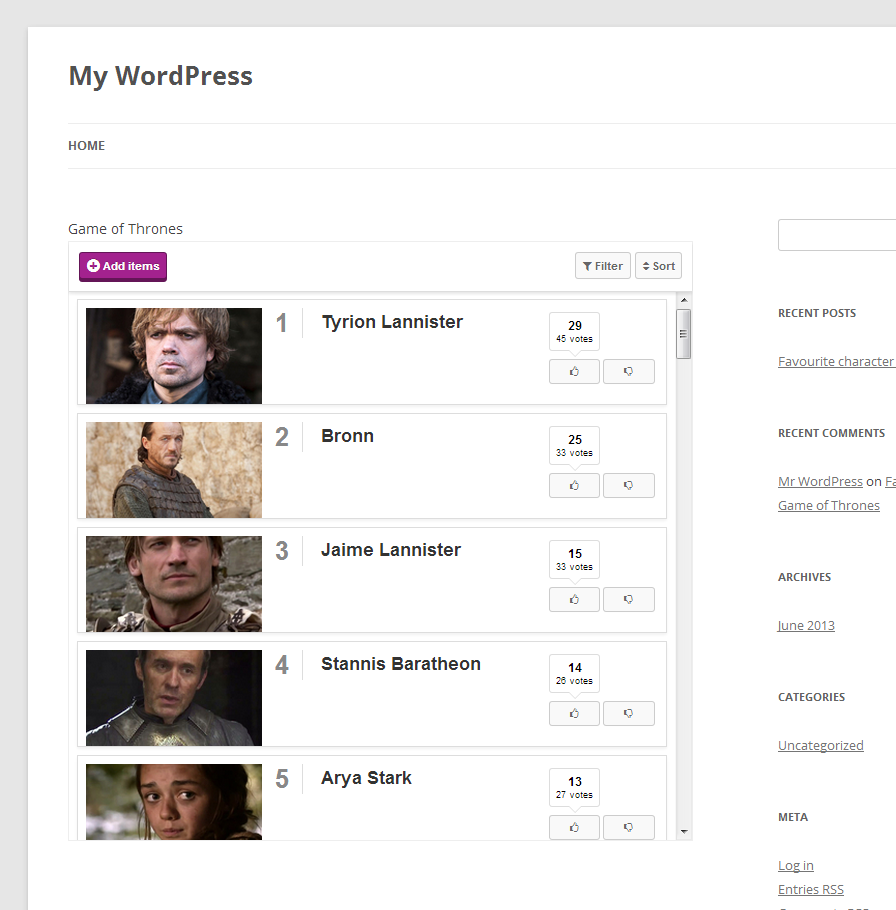 My WordPress
HOME
Game of Thrones
Add items
Filter
Sort
1 Tyrion Lannister
29
45 votes
2 Bronn
25
33 votes
3 Jaime Lannister
15
33 votes
4 Stannis Baratheon
14
26 votes
5 Arya Stark
13
27 votes
RECENT POSTS
Favourite character
RECENT COMMENTS
Mr WordPress on Fa
Game of Thrones
ARCHIVES
June 2013
CATEGORIES
Uncategorized
META
Log in
Entries RSS